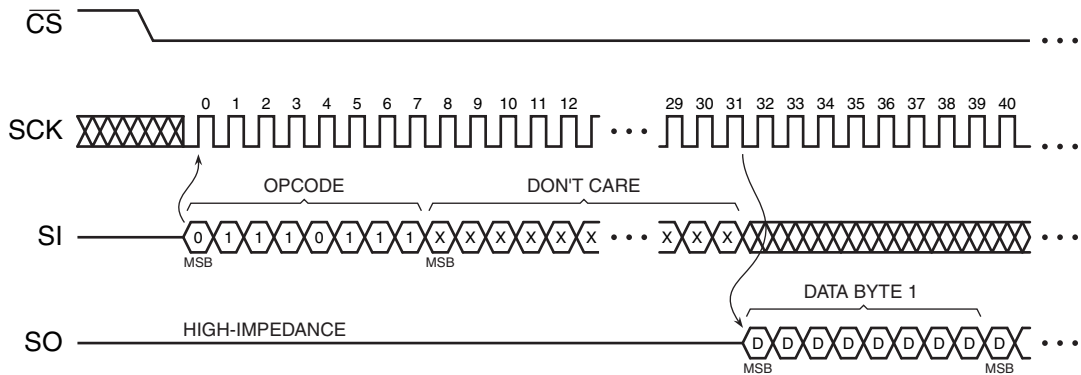 CS
0 1 2 3 4 5 6 7 8 9 10 11 12 29 30 31 32 33 34 35 36 37 38 39 40
SCK
OPCODE DON'T CARE
SI 0 1 1 1 0 1 1 1 X X X X X X X X X
MSB MSB
DATA BYTE 1
HIGH-IMPEDANCE
SO D D D D D D D D D
MSB MSB